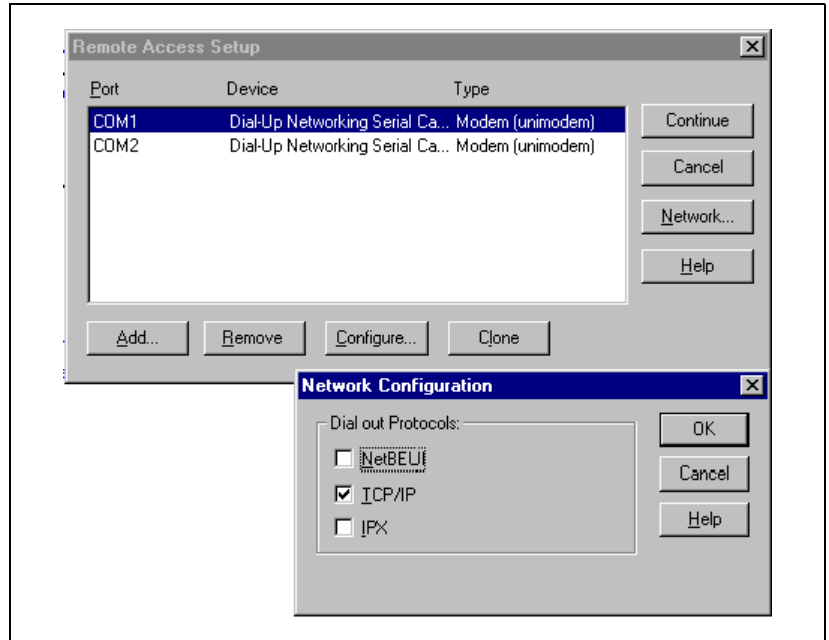 Remote Access Setup
Port Device Type
COM1 Dial-Up Networking Serial Ca... Modem (unimodem)
COM2 Dial-Up Networking Serial Ca... Modem (unimodem)
Continue
Cancel
Network...
Help
Add... Remove Configure... Clone
Network Configuration
Dial out Protocols:
NetBEUI
TCP/IP
IPX
OK
Cancel
Help